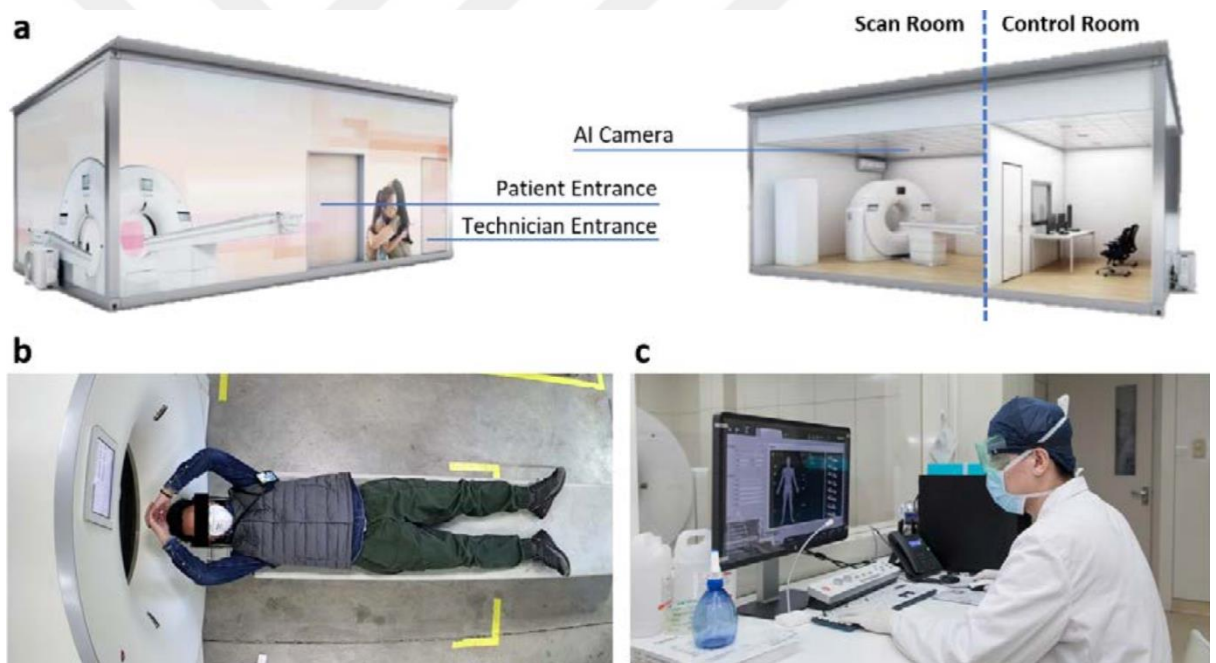 a
Scan Room
Control Room
AI Camera
Patient Entrance
Technician Entrance
b
c